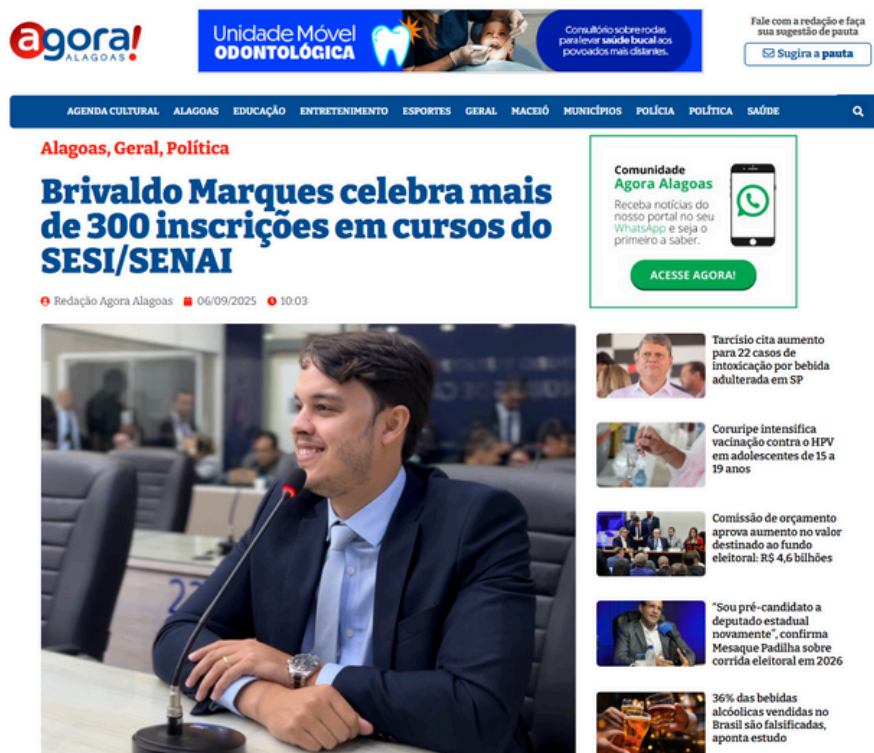 agora!
ALAGOAS
Unidade Móvel
ODONTOLÓGICA
Consultório sobre rodas
para levar saúde bucal aos
povoados mais distantes.
Fale com a redação e faça
sua sugestão de pauta
Sugira a pauta
AGENDA CULTURAL ALAGOAS EDUCAÇÃO ENTRETENIMENTO ESPORTES GERAL MACEIÓ MUNICÍPIOS POLÍCIA POLÍTICA SAÚDE
Alagoas, Geral, Política
Brivaldo Marques celebra mais
de 300 inscrições em cursos do
SESI/SENAI
Redação Agora Alagoas 06/09/2025 10:03
Comunidade
Agora Alagoas
Receba notícias do
nosso portal no seu
WhatsApp e seja o
primeiro a saber.
ACESSE AGORA!
Tarcísio cita aumento
para 22 casos de
intoxicação por bebida
adulterada em SP
Coruripe intensifica
vacinação contra o HPV
em adolescentes de 15 a
19 anos
Comissão de orçamento
aprova aumento no valor
destinado ao fundo
eleitoral: R$ 4,6 bilhões
"Sou pré-candidato a
deputado estadual
novamente", confirma
Mesaque Padilha sobre
corrida eleitoral em 2026
36% das bebidas
alcóolicas vendidas no
Brasil são falsificadas,
aponta estudo